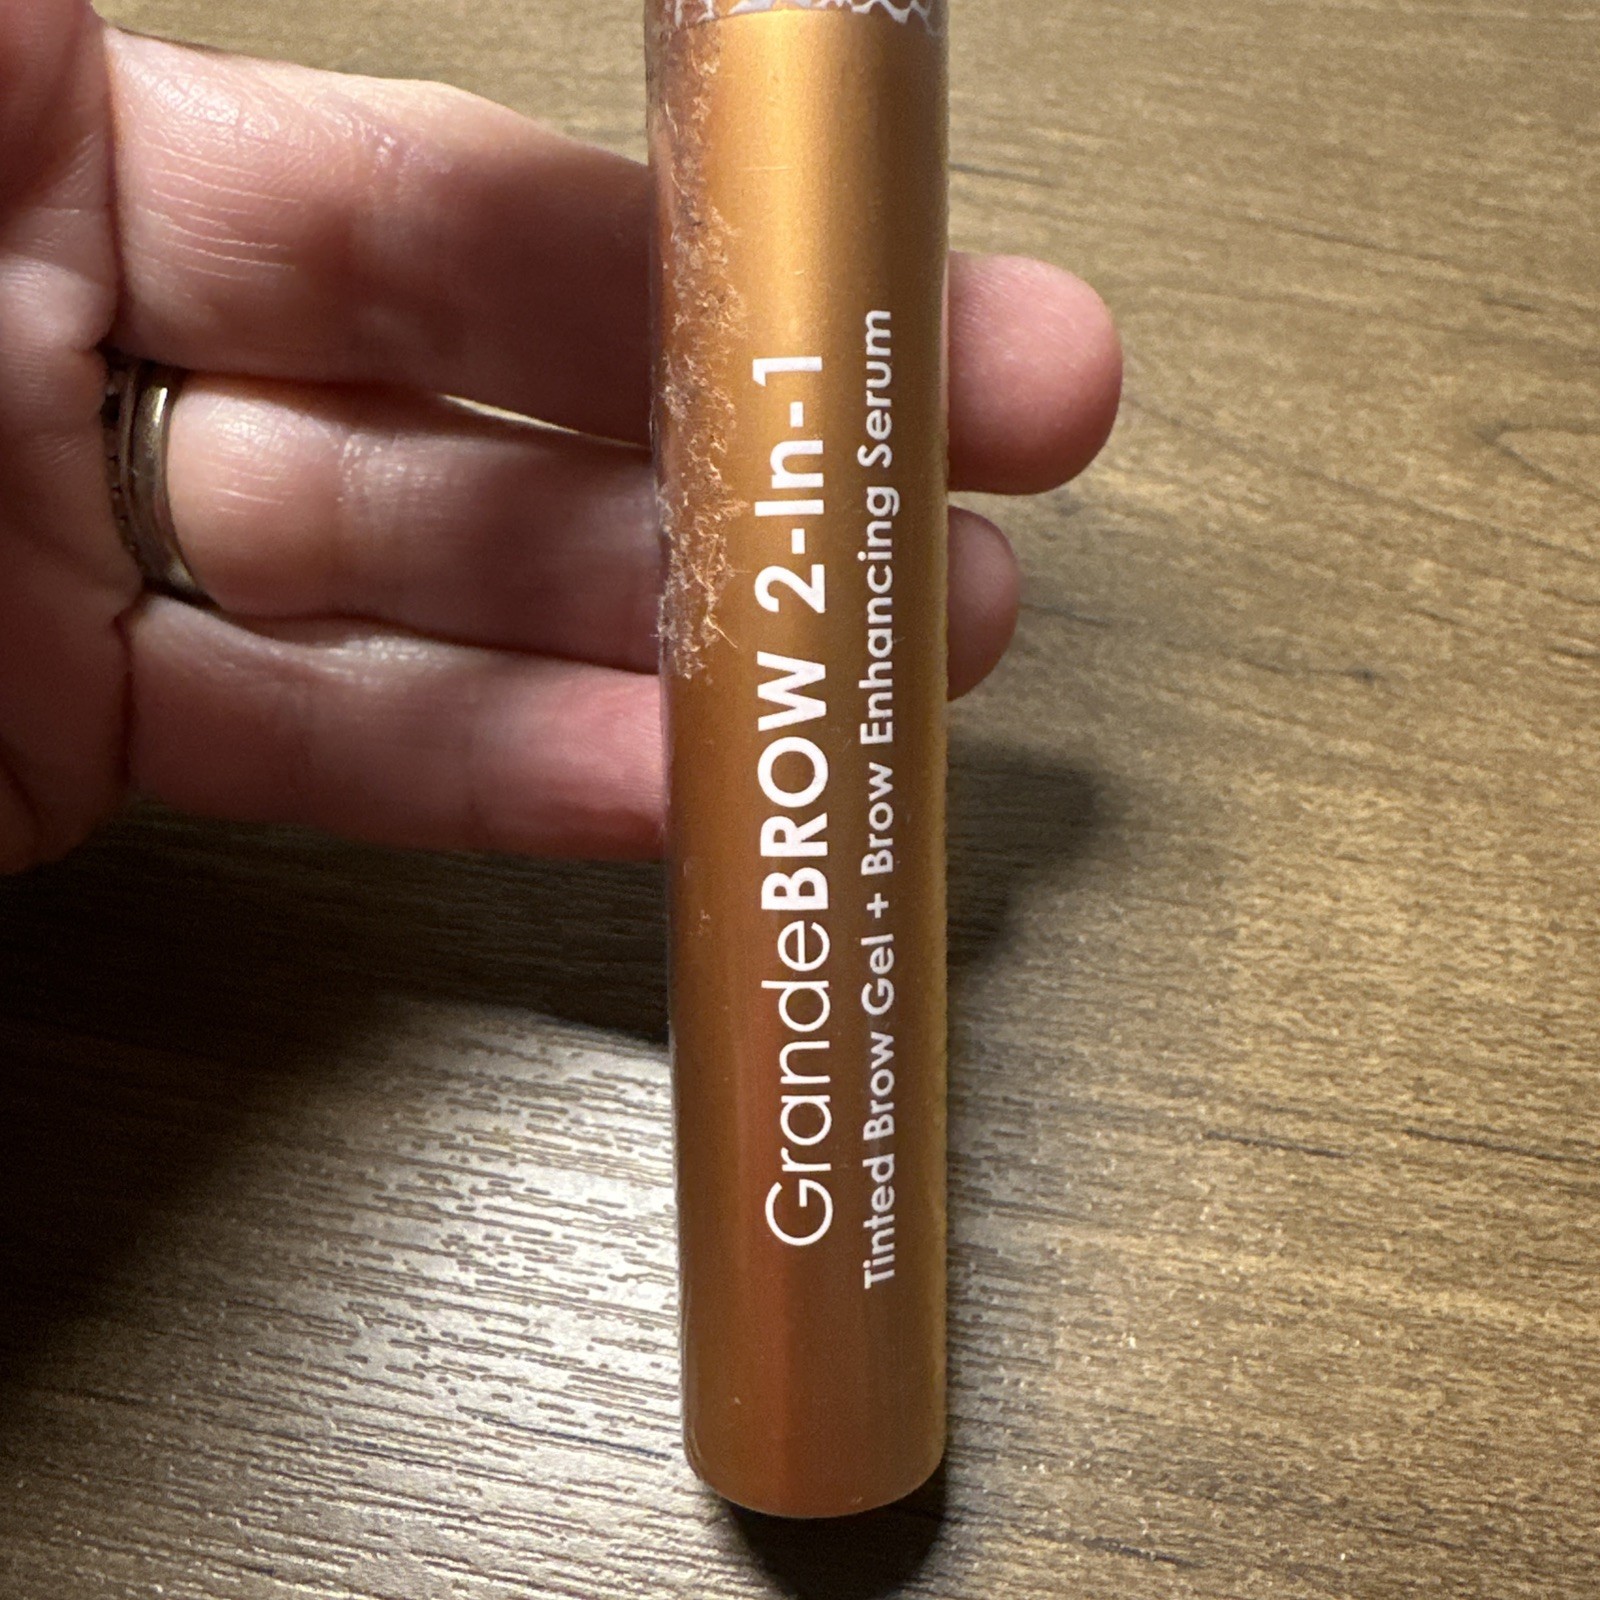 GrandeBROW 2-In-1
Tinted Brow Gel + Brow Enhancing Serum